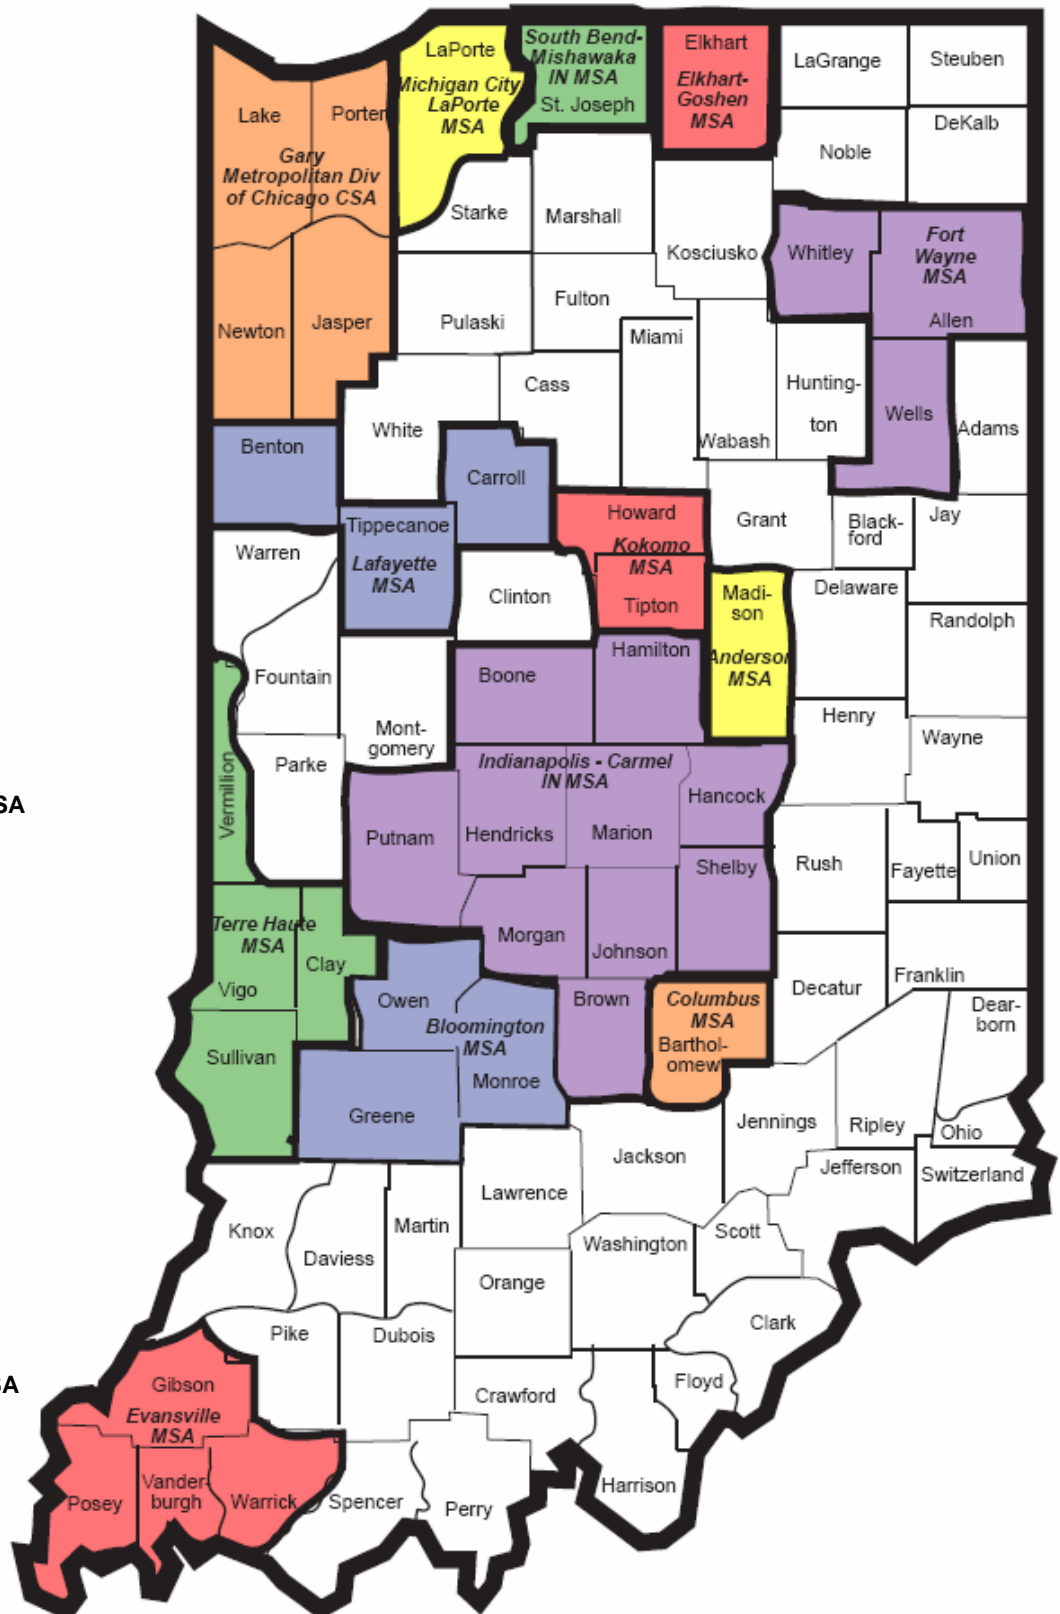 LaPorte
Michigan City
LaPorte
MSA
South Bend-
Mishawaka
IN MSA
St. Joseph
Elkhart
Elkhart-
Goshen
MSA
LaGrange
Steuben
Lake
Porter
Gary
Metropolitan Div
of Chicago CSA
DeKalb
Noble
Starke
Marshall
Kosciusko
Whitley
Fort
Wayne
MSA
Allen
Newton
Jasper
Pulaski
Fulton
Miami
White
Cass
Wabash
Hunting-
ton
Wells
Adams
Benton
Carroll
Tippecanoe
Lafayette
MSA
Howard
Kokomo
MSA
Tipton
Grant
Black-
ford
Jay
Warren
Clinton
Madi-
son
Anderson
MSA
Delaware
Randolph
Fountain
Boone
Hamilton
Mont-
gomery
Henry
Wayne
Parke
Vermillion
Indianapolis - Carmel
IN MSA
Hancock
SA
Putnam
Hendricks
Marion
Shelby
Rush
Fayette
Union
Terre Haute
MSA
Vigo
Clay
Morgan
Johnson
Decatur
Franklin
Owen
Bloomington
MSA
Monroe
Brown
Columbus
MSA
Barthol-
omew
Dear-
born
Sullivan
Greene
Jennings
Ripley
Ohio
Jackson
Jefferson
Switzerland
Lawrence
Knox
Daviess
Martin
Washington
Scott
Orange
Clark
Pike
Dubois
SA
Gibson
Evansville
MSA
Crawford
Floyd
Posey
Vander-
burgh
Warrick
Spencer
Perry
Harrison